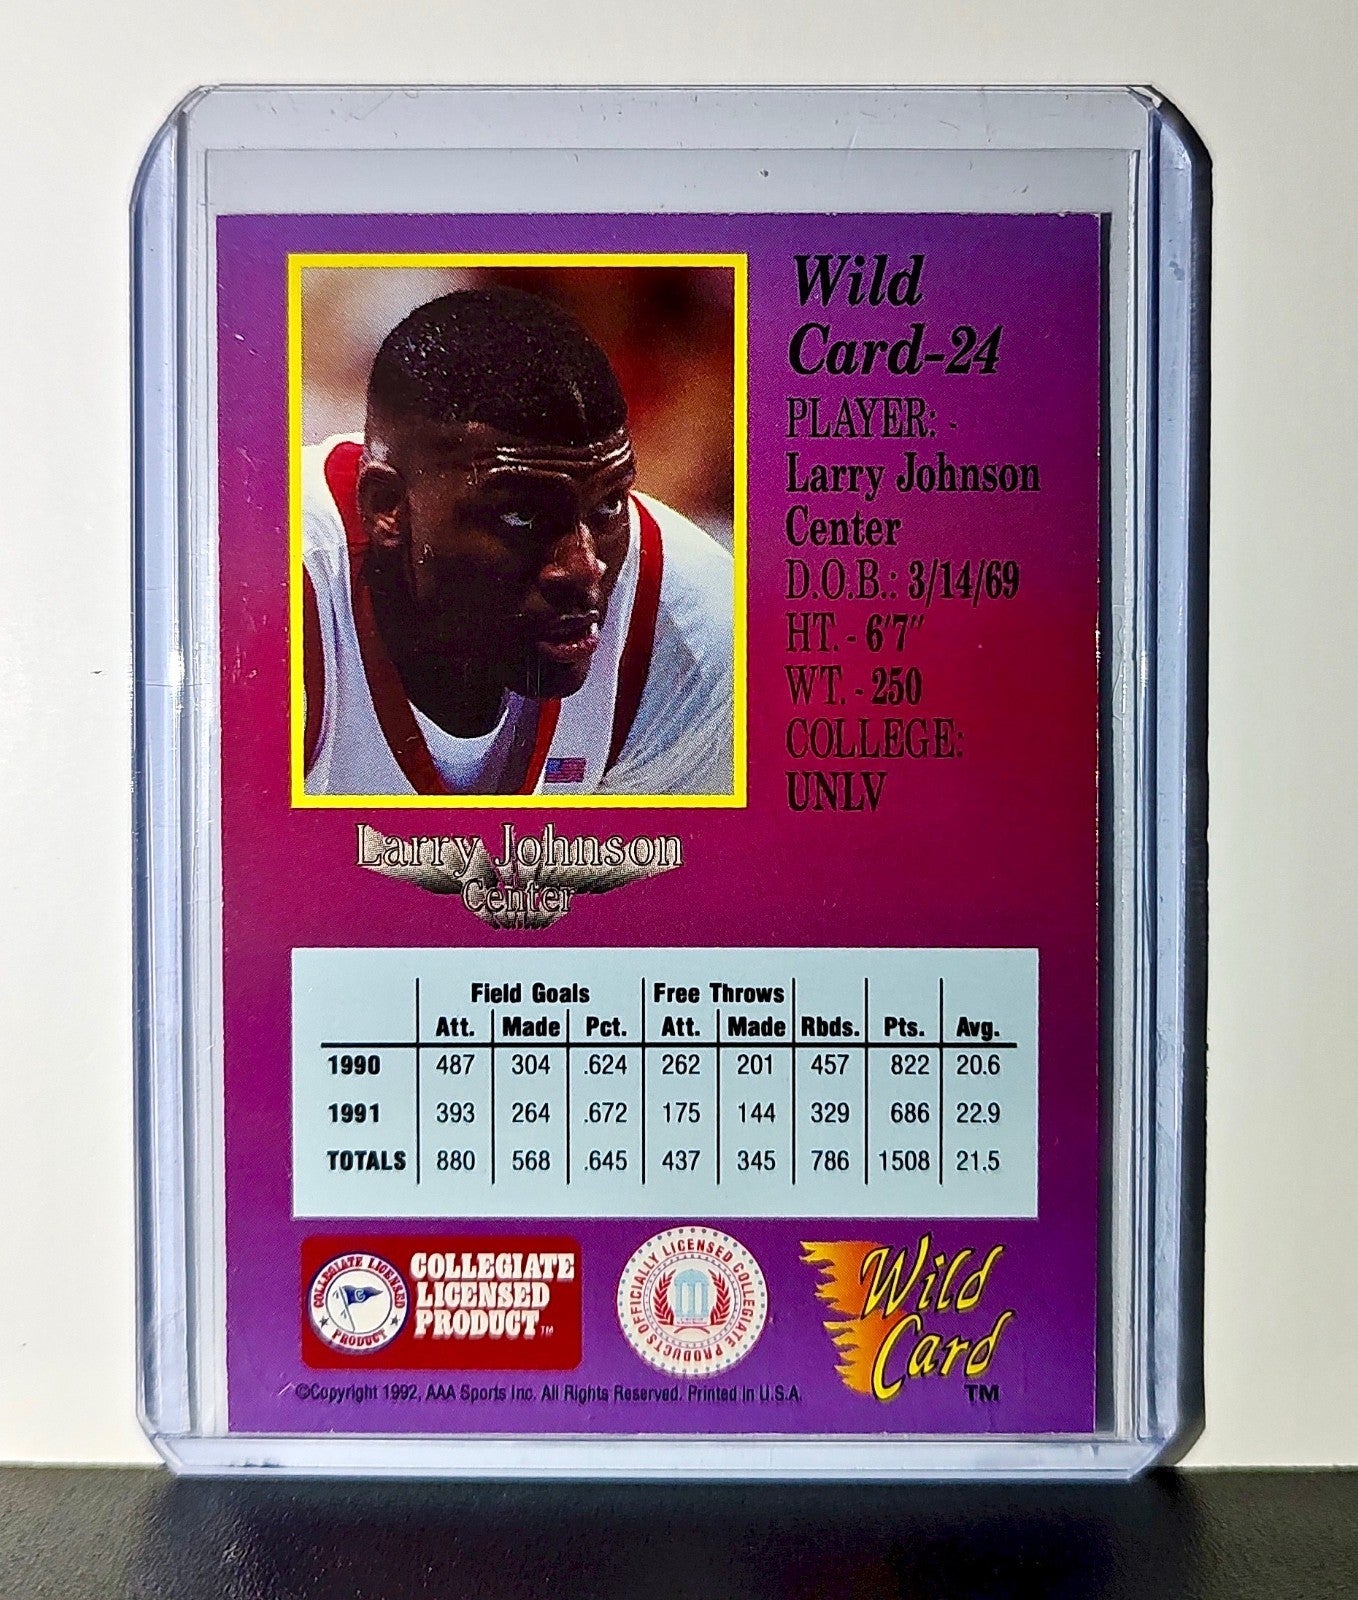 Wild
Card-24
PLAYER: -
Larry Johnson
Center
D.O.B.: 3/14/69
HT. - 6'7"
WT. - 250
COLLEGE:
UNLV
Larry Johnson
Center
Field Goals Free Throws
Att. Made Pct. Att. Made Rbds. Pts. Avg.
1990 487 304 .624 262 201 457 822 20.6
1991 393 264 .672 175 144 329 686 22.9
TOTALS 880 568 .645 437 345 786 1508 21.5
COLLEGIATE LICENSED PRODUCT
C
COLLEGIATE
LICENSED
PRODUCT™
OFFICIALLY LICENSED COLLEGIATE PRODUCTS
Wild
Card
TM
©Copyright 1992, AAA Sports Inc. All Rights Reserved. Printed in U.S.A.